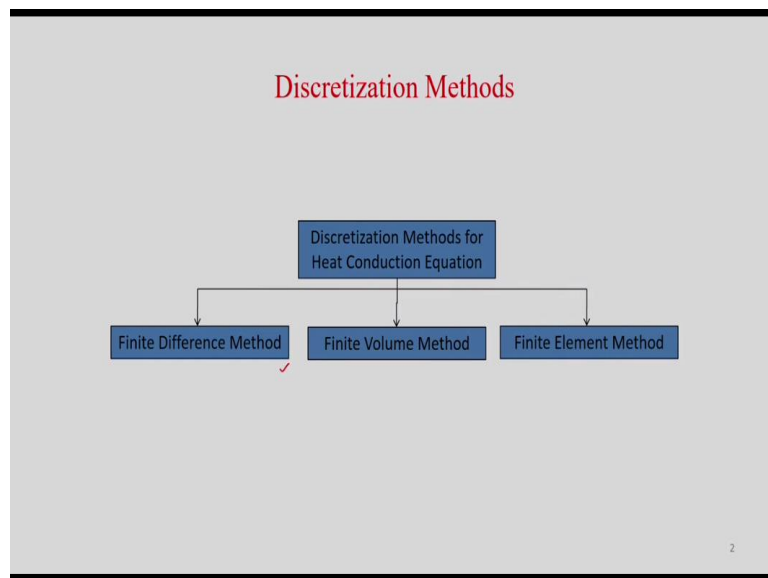 Discretization Methods
Discretization Methods for
Heat Conduction Equation
Finite Difference Method
Finite Volume Method
Finite Element Method
2